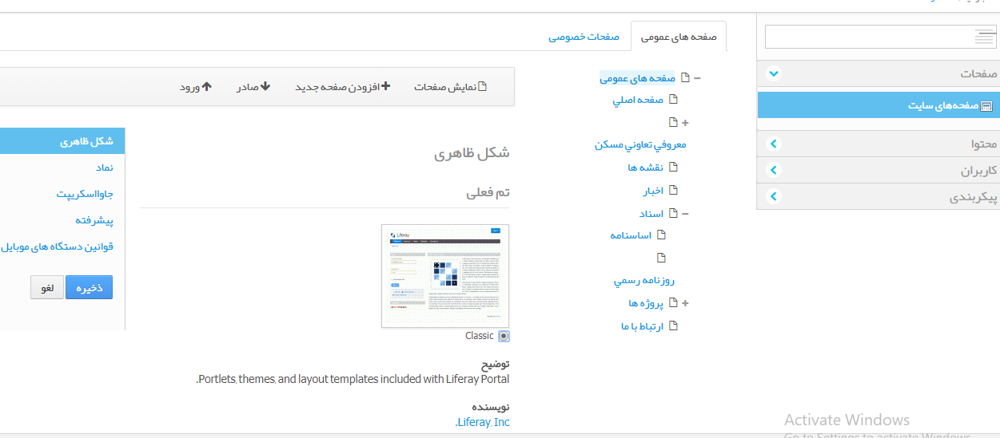 صفحه های عمومی
صفحات خصوصی
صفحات
صفحه‌های سایت
محتوا
کاربران
پیکربندی
صفحه های عمومی
صفحه اصلي
معروفي تعاوني مسکن
نقشه ها
اخبار
اسناد
اساسنامه
روزنامه رسمي
پروژه ها
ارتباط با ما
نمایش صفحات
افزودن صفحه جدید
صادر
ورود
شکل ظاهری
تم فعلی
Liferay
Classic
توضیح
Portlets, themes, and layout templates included with Liferay Portal.
نویسنده
Liferay, Inc.
شکل ظاهری
نماد
جاوااسکریپت
پیشرفته
قوانین دستگاه های موبایل
ذخیره
لغو
Activate Windows
Go to Settings to activate Windows.